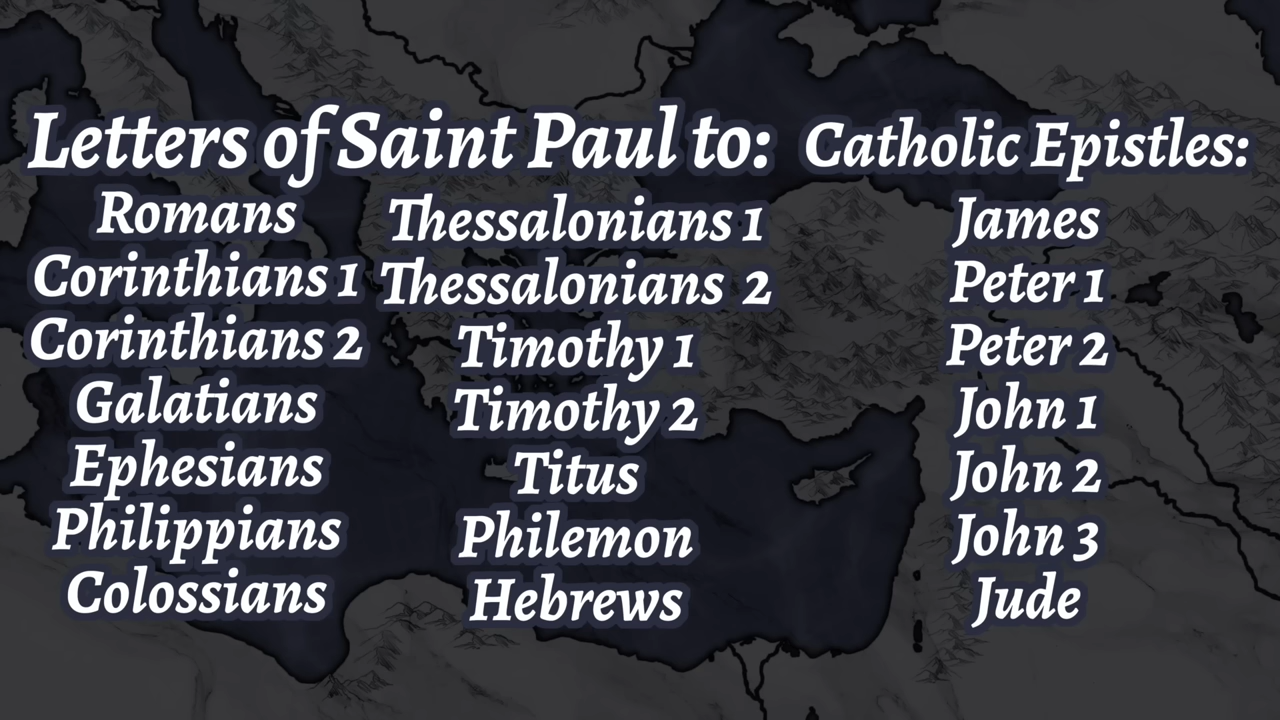 Letters of Saint Paul to:
Romans
Corinthians 1
Corinthians 2
Galatians
Ephesians
Philippians
Colossians
Thessalonians 1
Thessalonians 2
Timothy 1
Timothy 2
Titus
Philemon
Hebrews
Catholic Epistles:
James
Peter 1
Peter 2
John 1
John 2
John 3
Jude